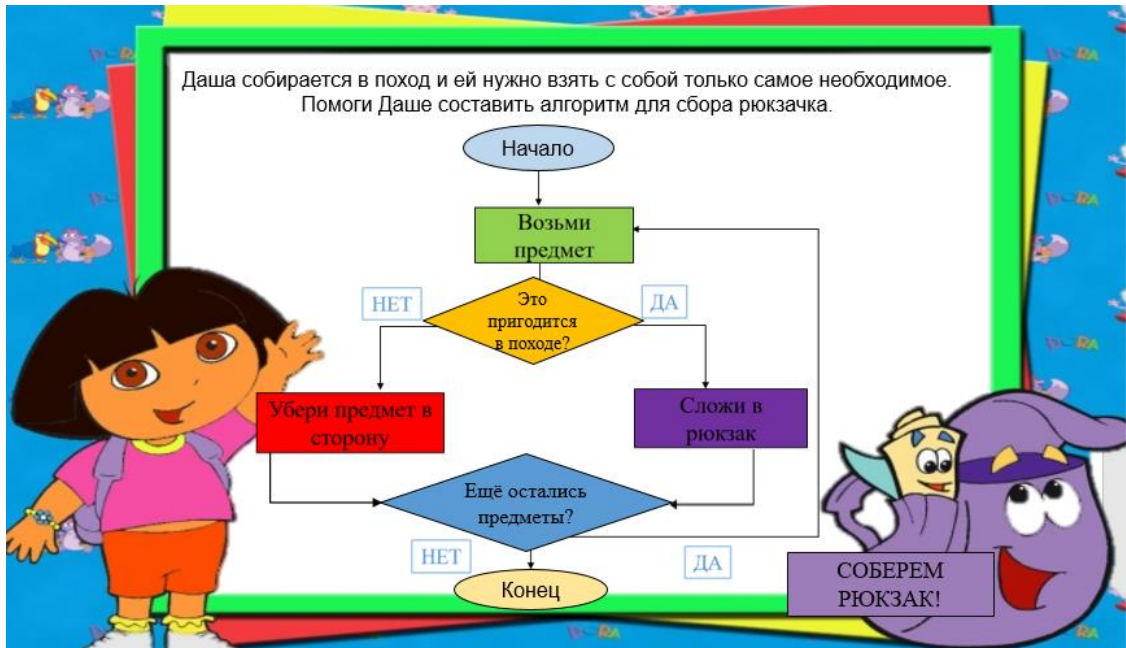 Даша собирается в поход и ей нужно взять с собой только самое необходимое.
Помоги Даше составить алгоритм для сбора рюкзачка.
Начало
Возьми
предмет
НЕТ
Это
пригодится
в походе?
ДА
Убери предмет в
сторону
Сложи в
рюкзак
Ещё остались
предметы?
НЕТ
ДА
Конец
СОБЕРЕМ
РЮКЗАК!